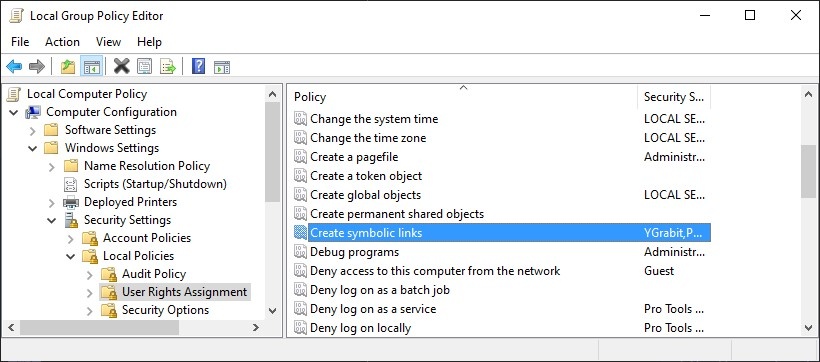 Local Group Policy Editor
File Action View Help
Local Computer Policy
Computer Configuration
Software Settings
Windows Settings
Name Resolution Policy
Scripts (Startup/Shutdown)
Deployed Printers
Security Settings
Account Policies
Local Policies
Audit Policy
User Rights Assignment
Security Options
Policy Security S...
Change the system time LOCAL SE...
Change the time zone LOCAL SE...
Create a pagefile Administr...
Create a token object
Create global objects LOCAL SE...
Create permanent shared objects
Create symbolic links YGrabit,P...
Debug programs Administr...
Deny access to this computer from the network Guest
Deny log on as a batch job
Deny log on as a service Pro Tools ...
Deny log on locally Pro Tools ...